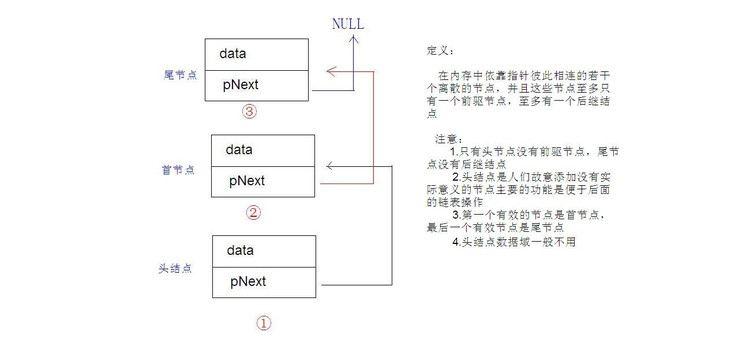 NULL
data
尾节点
pNext
③
data
首节点
pNext
②
data
头结点
pNext
①
定义：
在内存中依靠指针彼此相连的若干
个离散的节点，并且这些节点至多只
有一个前驱节点，至多有一个后继结
点
注意：
1.只有头节点没有前驱节点，尾节
点没有后继结点
2.头结点是人们故意添加没有实
际意义的节点主要的功能是便于后面
的链表操作
3.第一个有效的节点是首节点，
最后一个有效节点是尾节点
4.头结点数据域一般不用